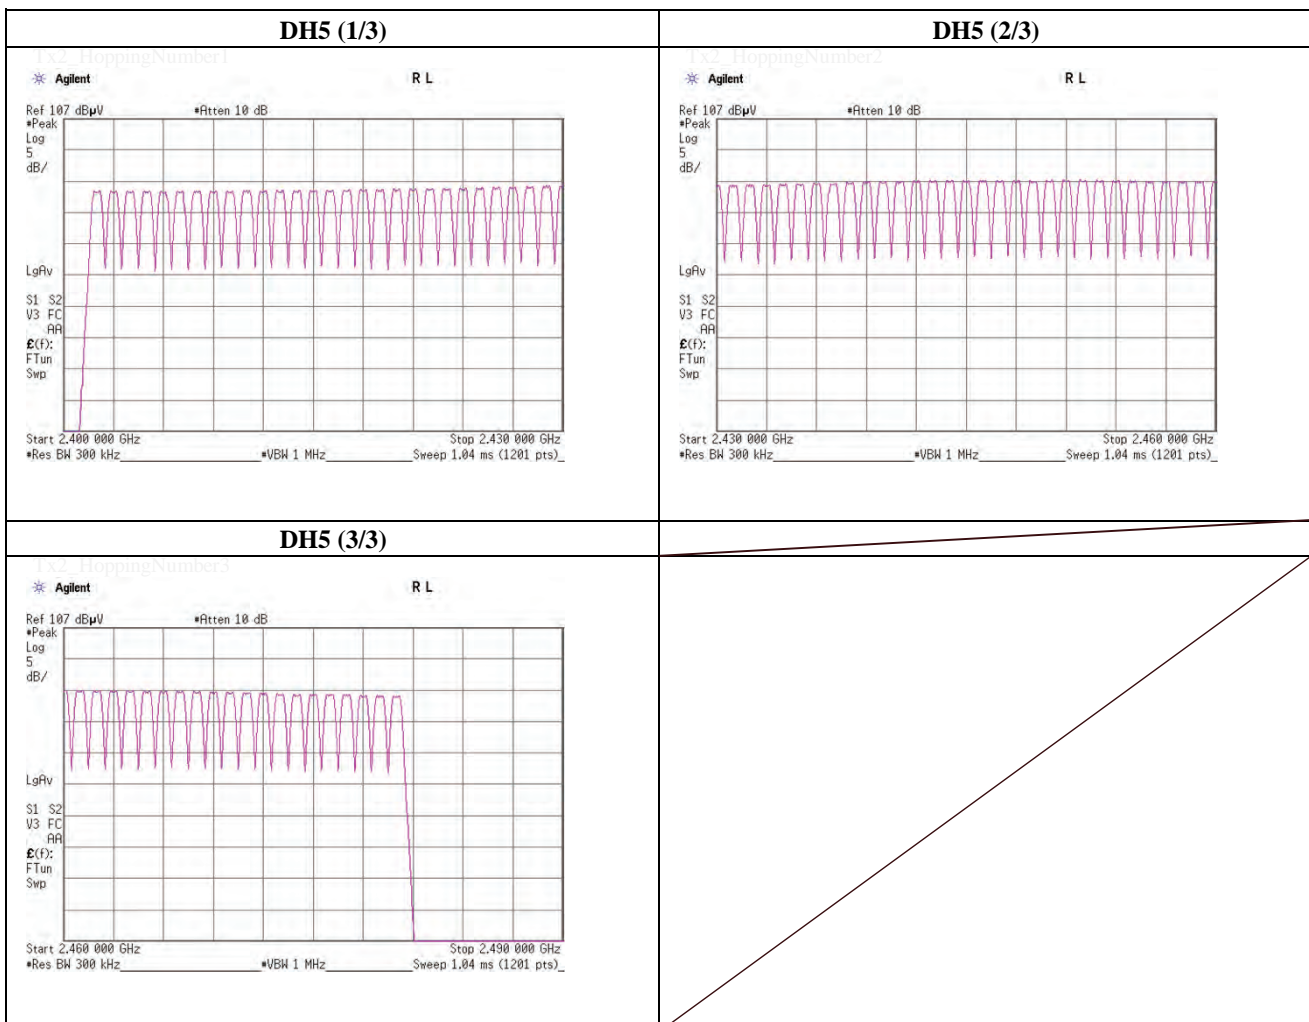 DH5 (1/3)
DH5 (2/3)
Tx2_HoppingNumber1
Agilent R L
Ref 107 dBµV #Atten 10 dB
#Peak
Log
5
dB/
LgAv
S1 S2
V3 FC
AA
£(f):
FTun
Swp
Start 2.400 000 GHz Stop 2.430 000 GHz
#Res BW 300 kHz #VBW 1 MHz Sweep 1.04 ms (1201 pts)
Tx2_HoppingNumber2
Agilent R L
Ref 107 dBµV #Atten 10 dB
#Peak
Log
5
dB/
LgAv
S1 S2
V3 FC
AA
£(f):
FTun
Swp
Start 2.430 000 GHz Stop 2.460 000 GHz
#Res BW 300 kHz #VBW 1 MHz Sweep 1.04 ms (1201 pts)
DH5 (3/3)
Tx2_HoppingNumber3
Agilent R L
Ref 107 dBµV #Atten 10 dB
#Peak
Log
5
dB/
LgAv
S1 S2
V3 FC
AA
£(f):
FTun
Swp
Start 2.460 000 GHz Stop 2.490 000 GHz
#Res BW 300 kHz #VBW 1 MHz Sweep 1.04 ms (1201 pts)